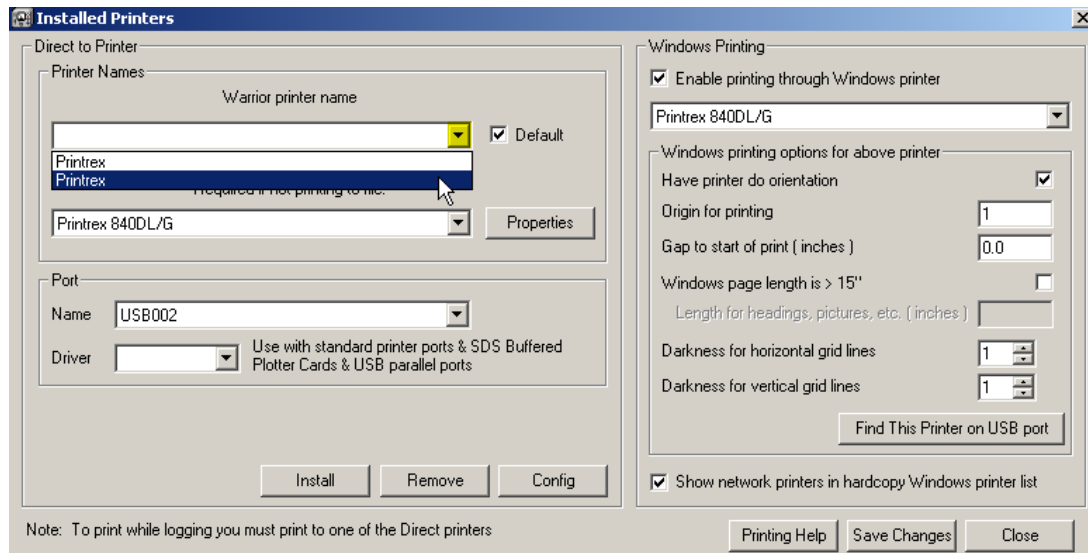 Installed Printers
Direct to Printer
Printer Names
Warrior printer name
Default
Printrex
Printrex
Required if not printing to file.
Printrex 840DL/G
Properties
Port
Name
USB002
Driver
Use with standard printer ports & SDS Buffered
Plotter Cards & USB parallel ports
Install
Remove
Config
Note: To print while logging you must print to one of the Direct printers
Windows Printing
Enable printing through Windows printer
Printrex 840DL/G
Windows printing options for above printer
Have printer do orientation
Origin for printing
1
Gap to start of print ( inches )
0.0
Windows page length is > 15"
Length for headings, pictures, etc. ( inches )
Darkness for horizontal grid lines
1
Darkness for vertical grid lines
1
Find This Printer on USB port
Show network printers in hardcopy Windows printer list
Printing Help
Save Changes
Close